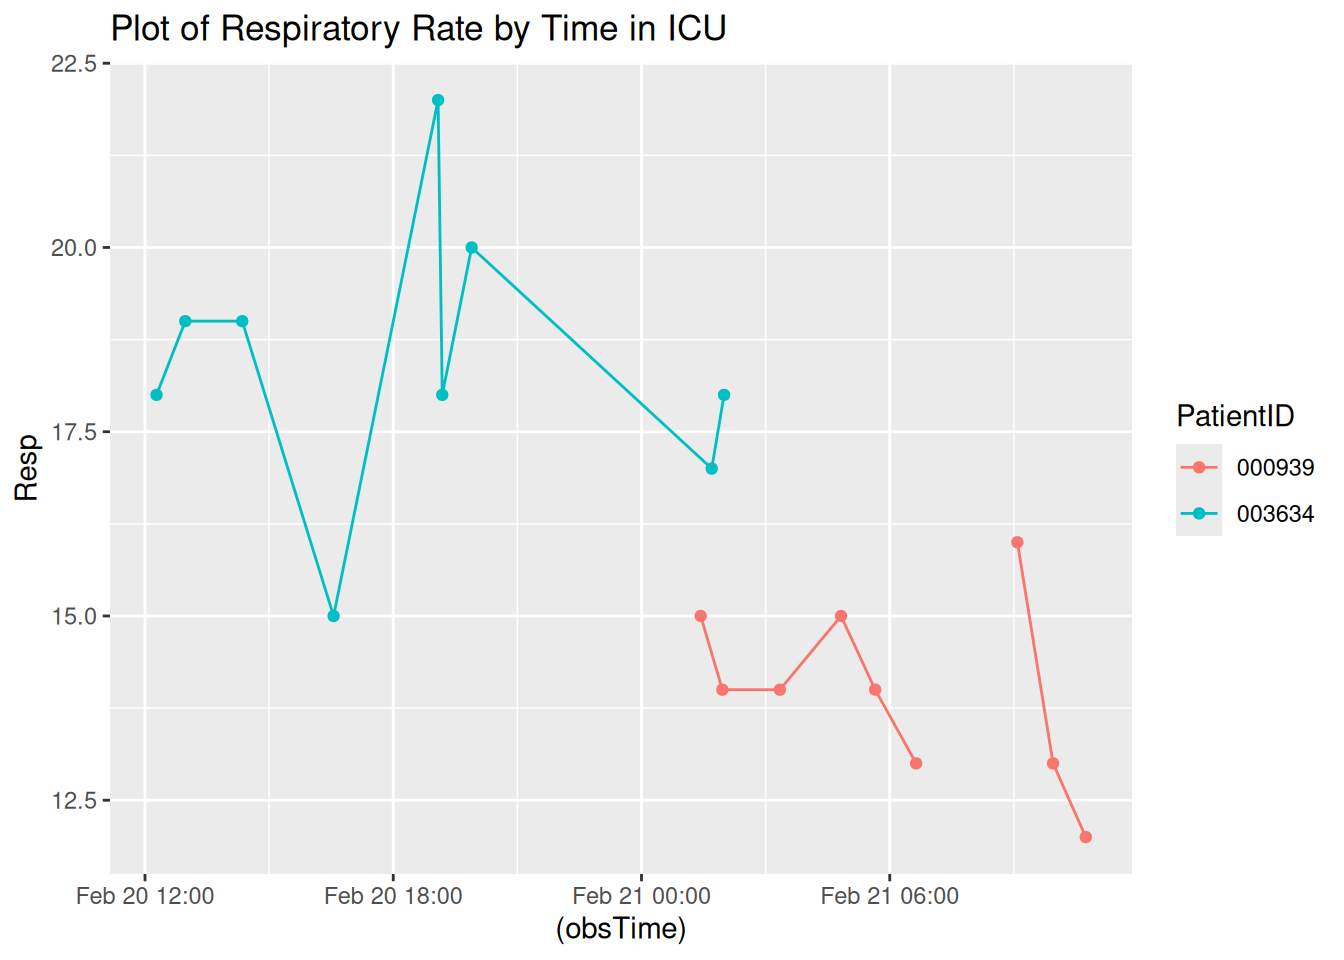 Plot of Respiratory Rate by Time in ICU
22.5
20.0
17.5
15.0
12.5
Resp
Feb 20 12:00 Feb 20 18:00 Feb 21 00:00 Feb 21 06:00
(obsTime)
PatientID
000939
003634